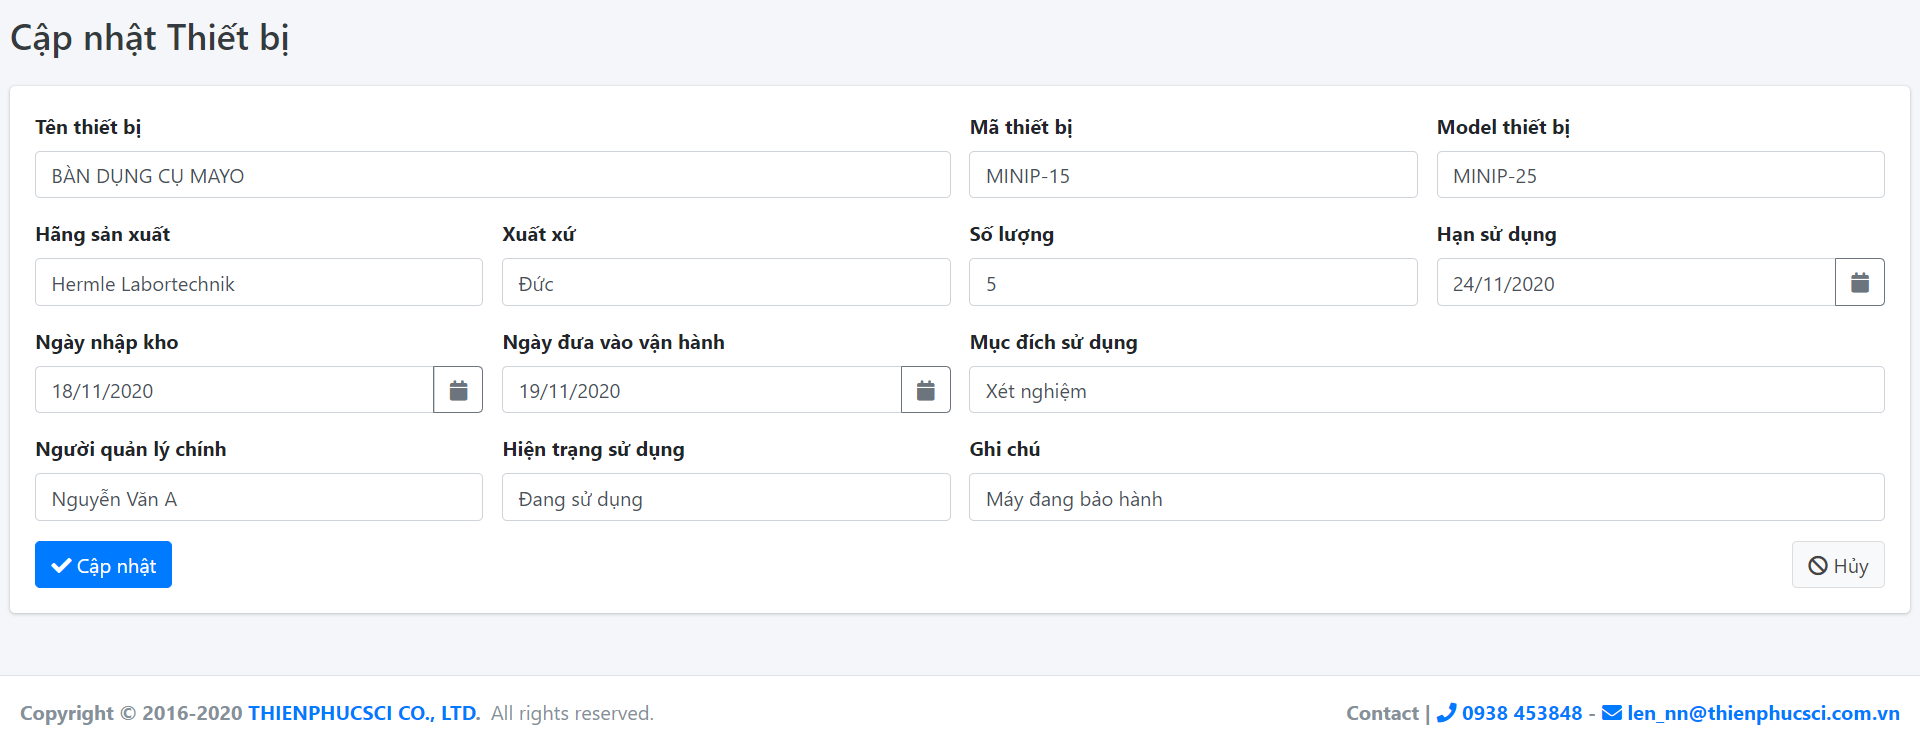 Cập nhật Thiết bị
Tên thiết bị
BÀN DỤNG CỤ MAYO
Mã thiết bị
MINIP-15
Model thiết bị
MINIP-25
Hãng sản xuất
Hermle Labortechnik
Xuất xứ
Đức
Số lượng
5
Hạn sử dụng
24/11/2020
Ngày nhập kho
18/11/2020
Ngày đưa vào vận hành
19/11/2020
Mục đích sử dụng
Xét nghiệm
Người quản lý chính
Nguyễn Văn A
Hiện trạng sử dụng
Đang sử dụng
Ghi chú
Máy đang bảo hành
Cập nhật
Hủy
Copyright © 2016-2020 THIENPHUCSCI CO., LTD. All rights reserved.
Contact | 0938 453848 - len_nn@thienphucsci.com.vn